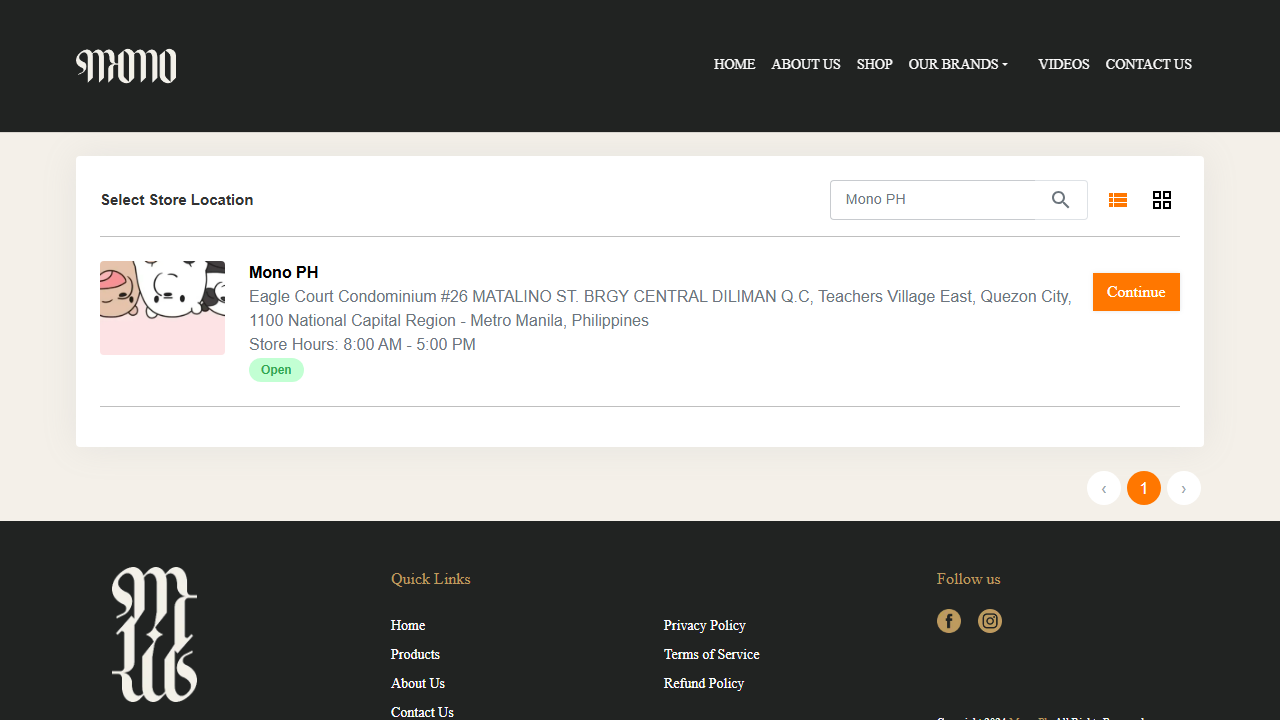 mono
HOME ABOUT US SHOP OUR BRANDS VIDEOS CONTACT US
Select Store Location
Mono PH
Mono PH
Eagle Court Condominium #26 MATALINO ST. BRGY CENTRAL DILIMAN Q.C, Teachers Village East, Quezon City,
1100 National Capital Region - Metro Manila, Philippines
Store Hours: 8:00 AM - 5:00 PM
Open
Continue
‹ 1 ›
Quick Links
Follow us
Home
Privacy Policy
Products
Terms of Service
About Us
Refund Policy
Contact Us